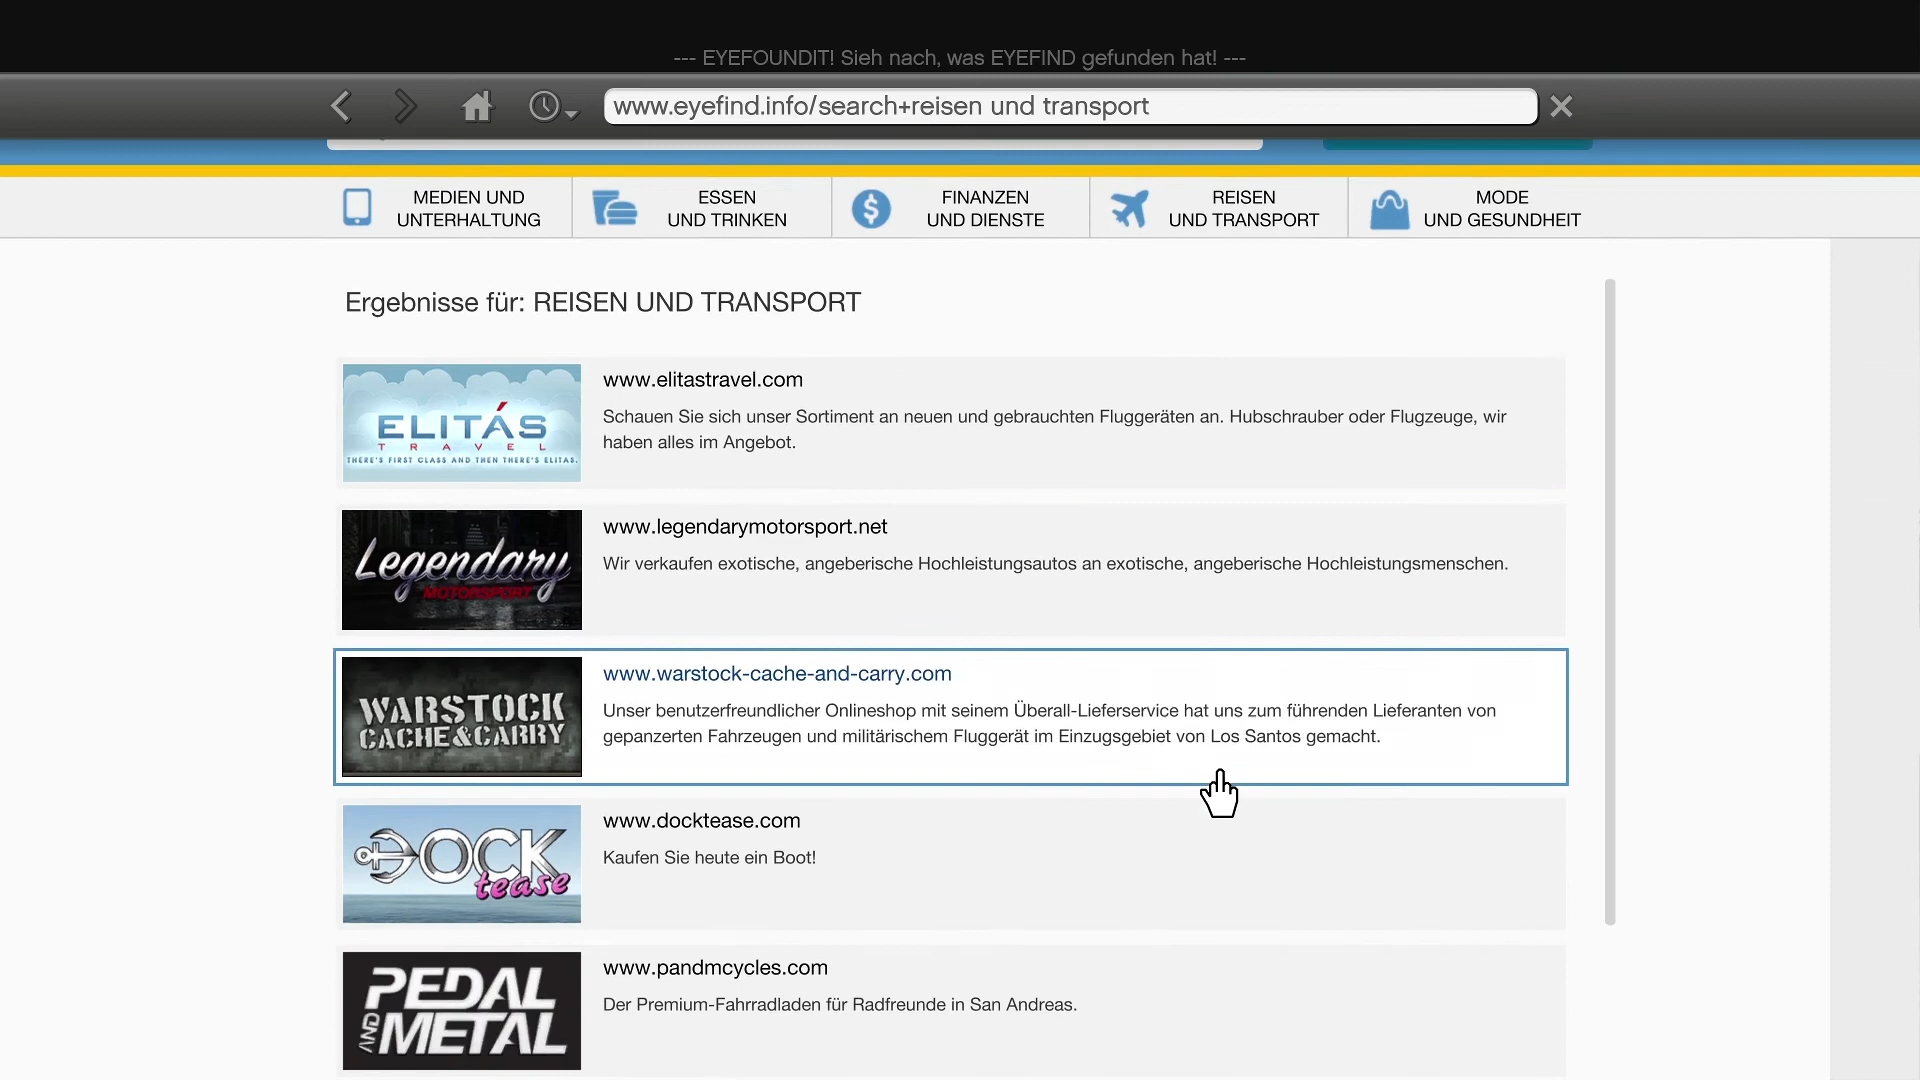 --- EYEFOUNDIT! Sieh nach, was EYEFIND gefunden hat! ---
www.eyefind.info/search+reisen und transport
MEDIEN UND
UNTERHALTUNG
ESSEN
UND TRINKEN
FINANZEN
UND DIENSTE
REISEN
UND TRANSPORT
MODE
UND GESUNDHEIT
Ergebnisse für: REISEN UND TRANSPORT
ELITÁS
TRAVEL
THERE'S FIRST CLASS AND THEN THERE'S ELITAS.
www.elitastravel.com
Schauen Sie sich unser Sortiment an neuen und gebrauchten Fluggeräten an. Hubschrauber oder Flugzeuge, wir
haben alles im Angebot.
Legendary
MOTORSPORT
www.legendarymotorsport.net
Wir verkaufen exotische, angeberische Hochleistungsautos an exotische, angeberische Hochleistungsmenschen.
WARSTOCK
CACHE&CARRY
www.warstock-cache-and-carry.com
Unser benutzerfreundlicher Onlineshop mit seinem Überall-Lieferservice hat uns zum führenden Lieferanten von
gepanzerten Fahrzeugen und militärischem Fluggerät im Einzugsgebiet von Los Santos gemacht.
DOCK
tease
www.docktease.com
Kaufen Sie heute ein Boot!
PEDAL
AND METAL
www.pandmcycles.com
Der Premium-Fahrradladen für Radfreunde in San Andreas.